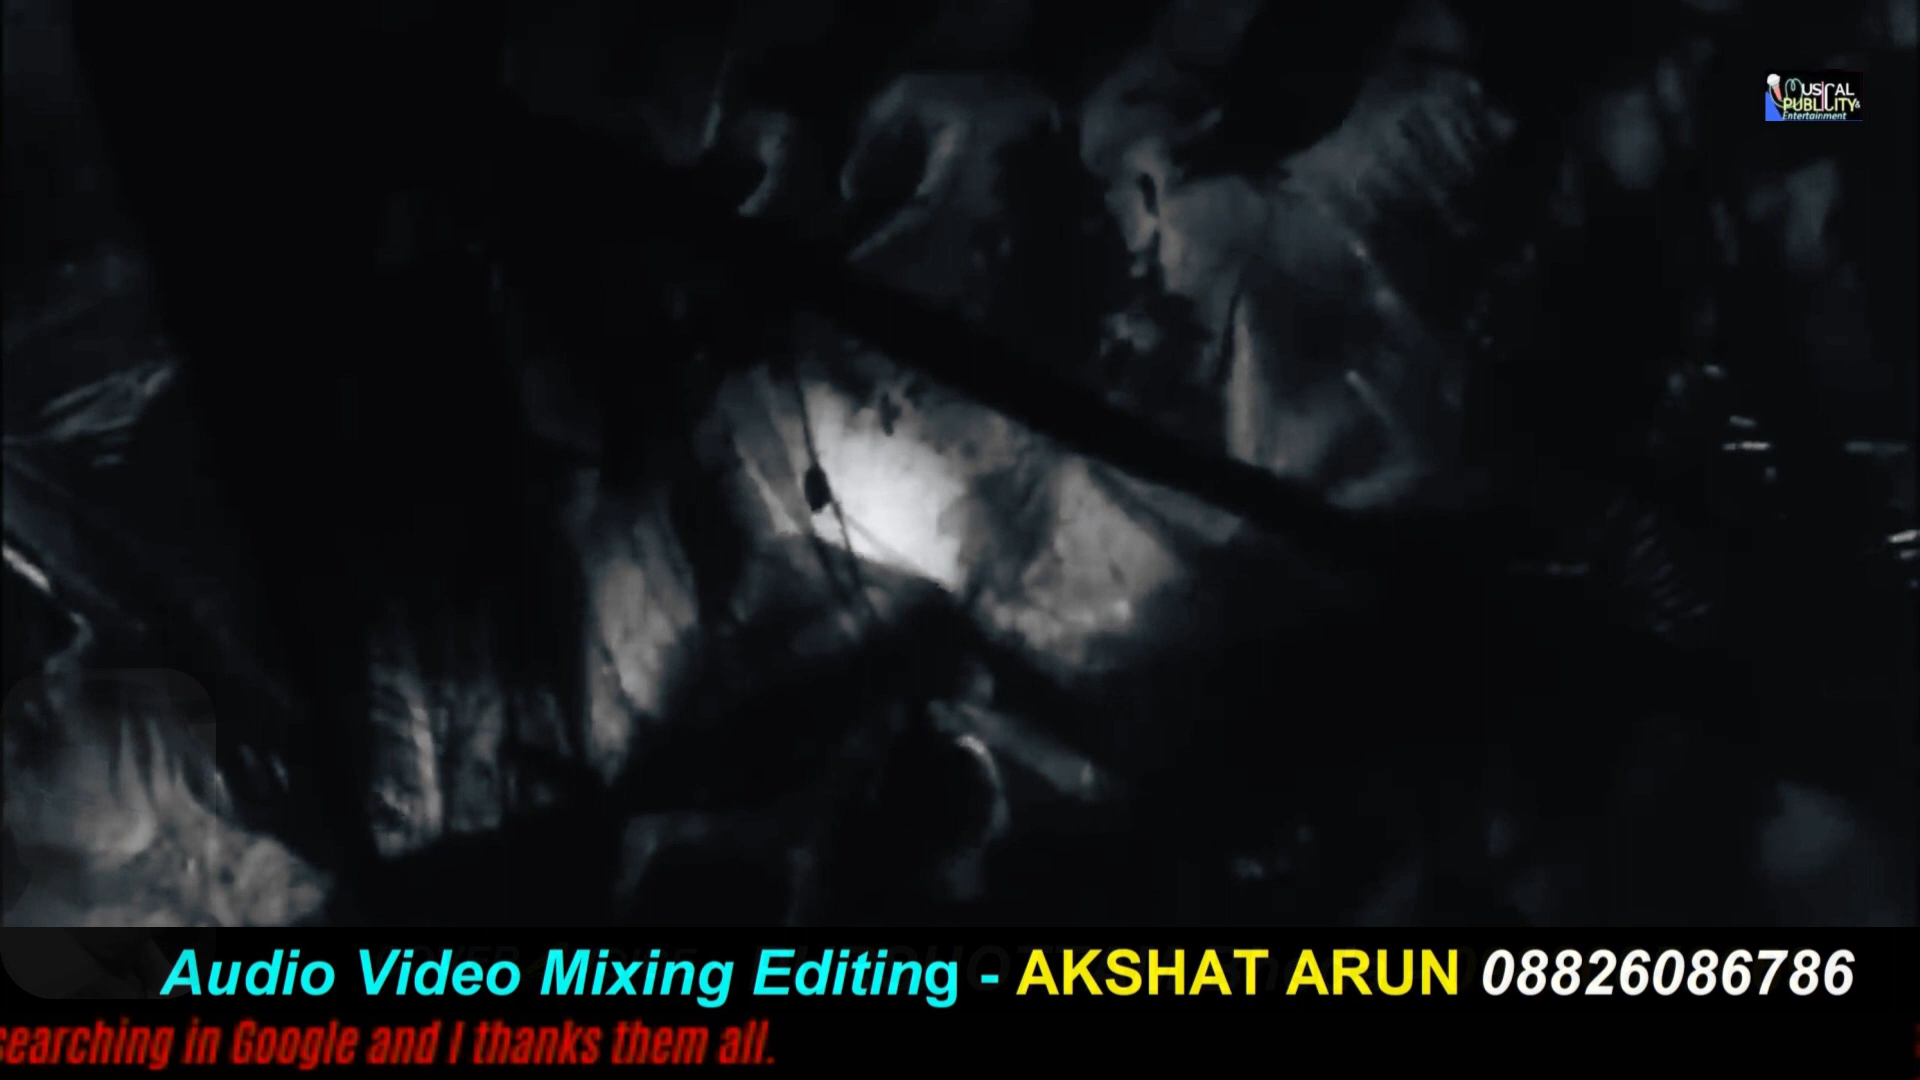 MUSICAL
PUBLICITY &
Entertainment
Audio Video Mixing Editing - AKSHAT ARUN 08826086786
searching in Google and I thanks them all.